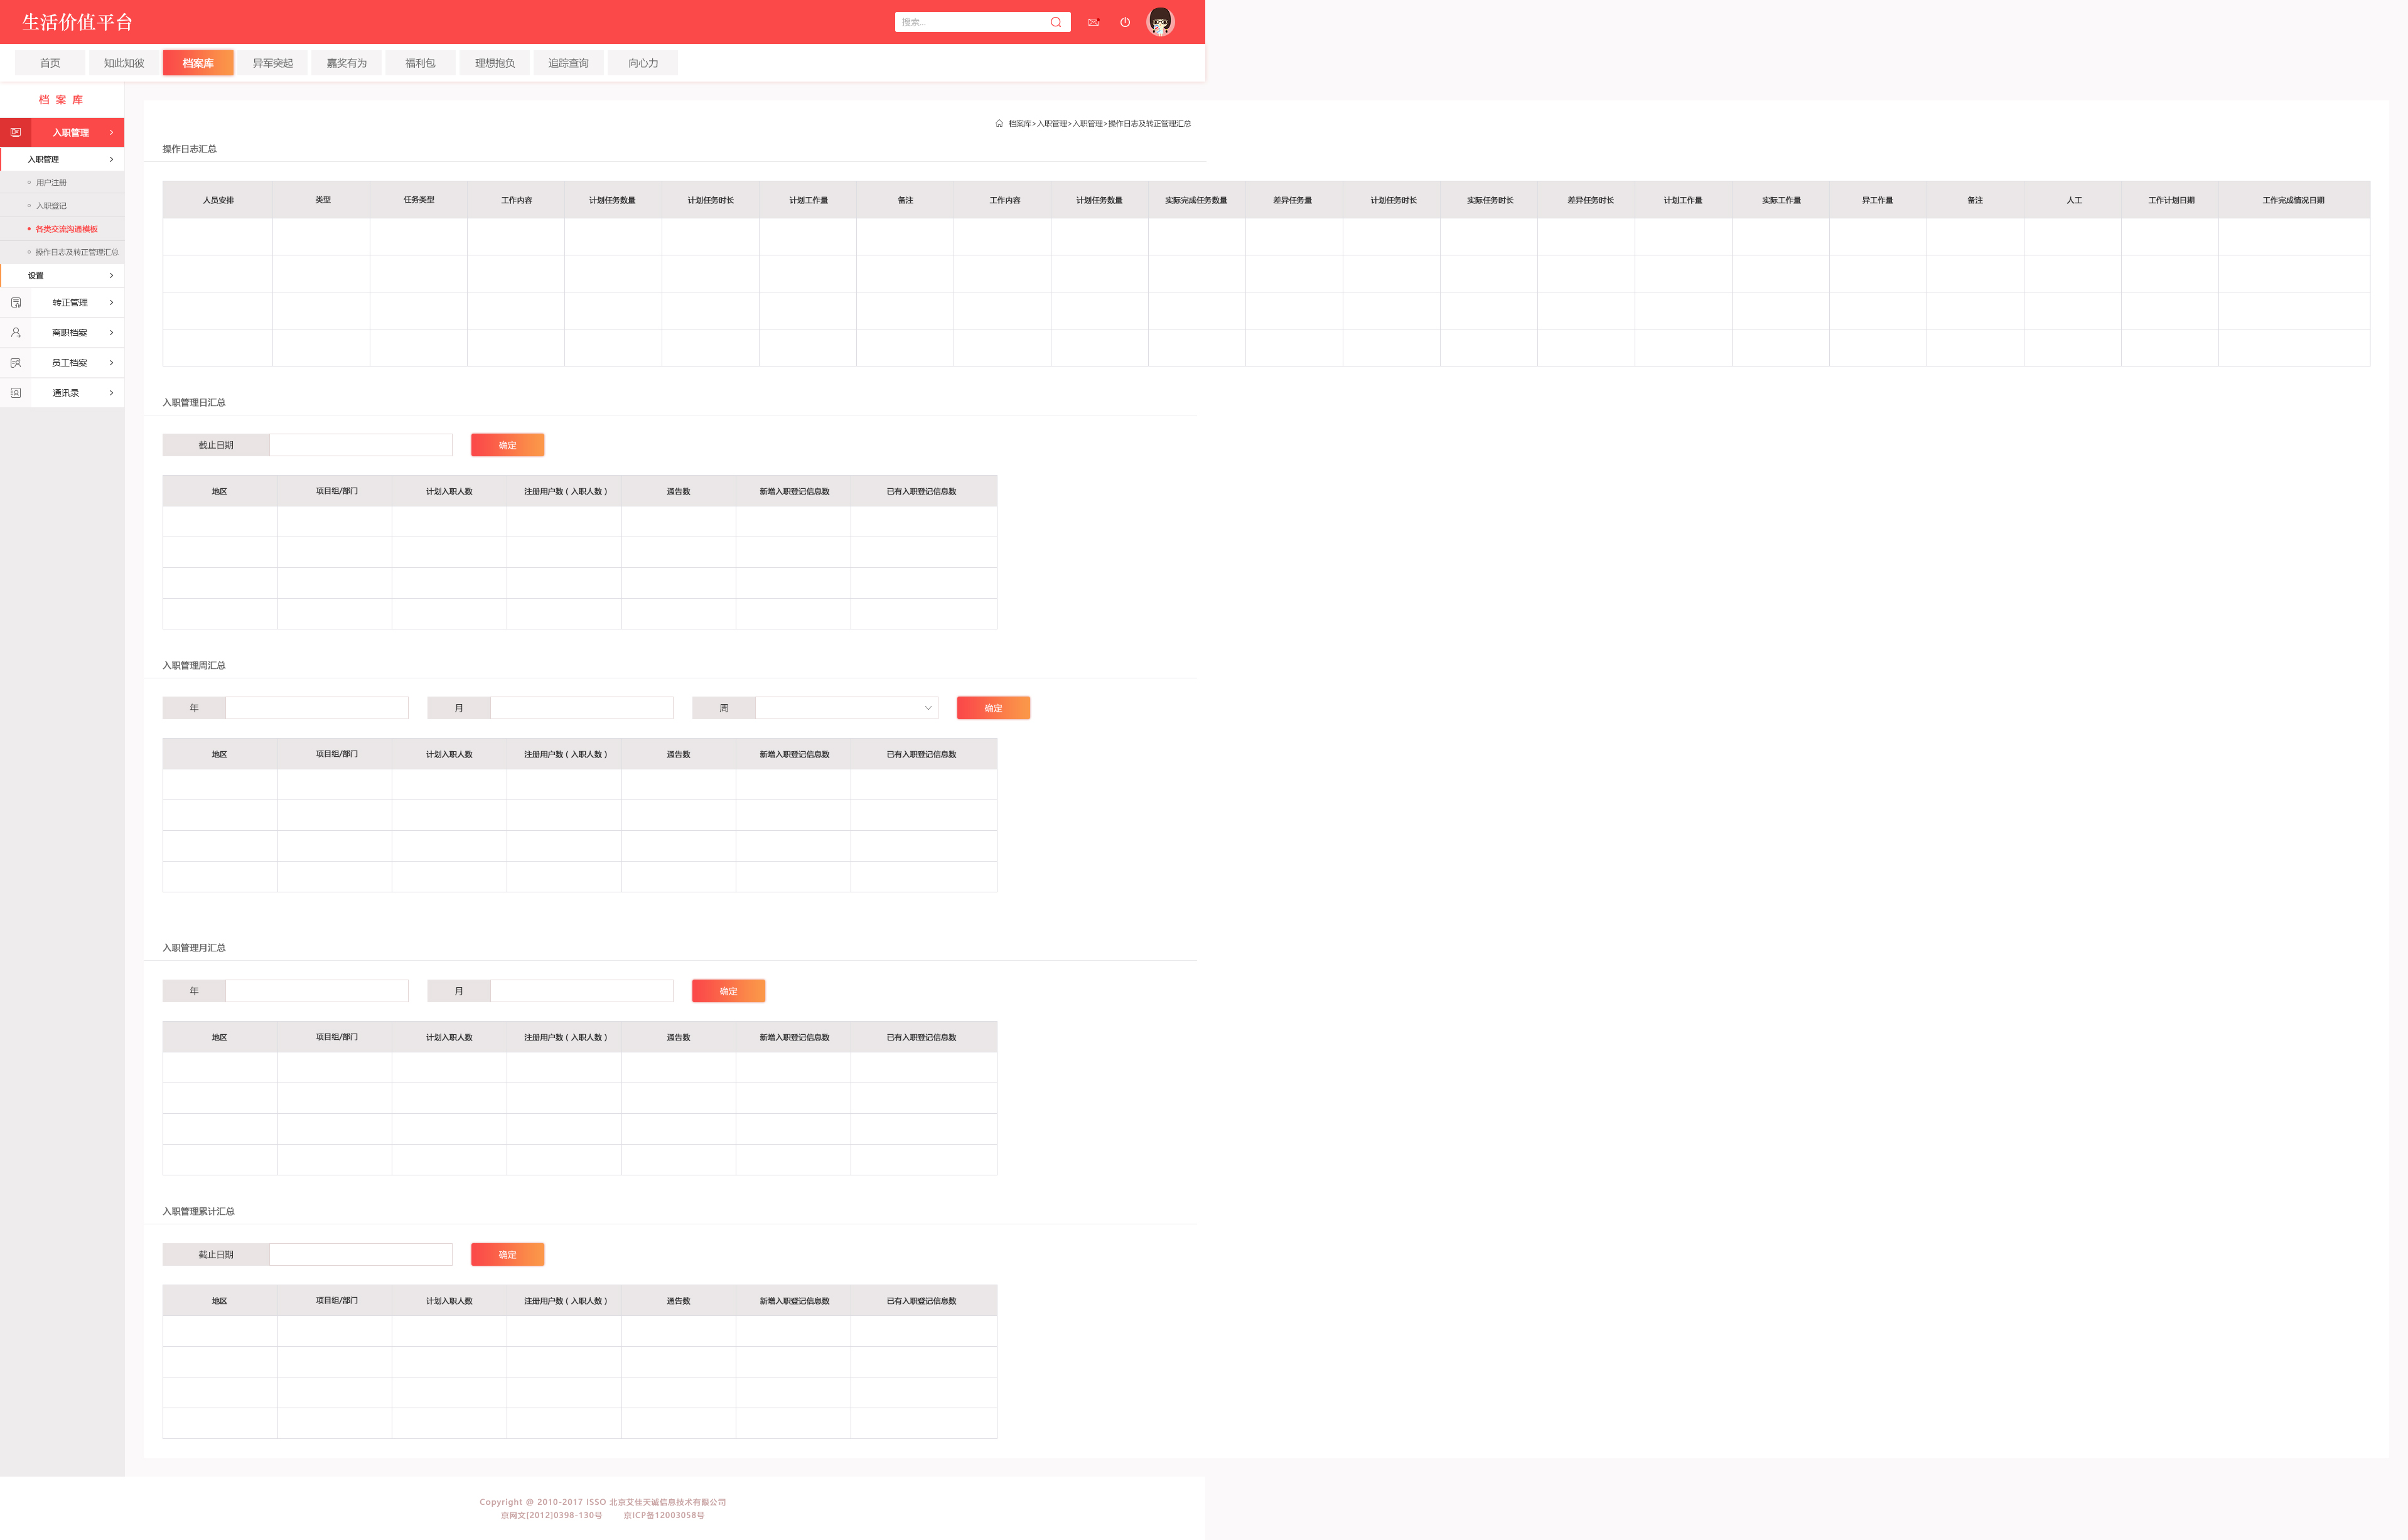 生活价值平台
搜索...
首页 知此知彼 档案库 异军突起 嘉奖有为 福利包 理想抱负 追踪查询 向心力
档案库
入职管理
入职管理
用户注册
入职登记
各类交流沟通模板
操作日志及转正管理汇总
设置
转正管理
离职档案
员工档案
通讯录
档案库>入职管理>入职管理>操作日志及转正管理汇总
操作日志汇总
人员安排 类型 任务类型 工作内容 计划任务数量 计划任务时长 计划工作量 备注 工作内容 计划任务数量 实际完成任务数量 差异任务量 计划任务时长 实际任务时长 差异任务时长 计划工作量 实际工作量 异工作量 备注 人工 工作计划日期 工作完成情况日期
入职管理日汇总
截止日期 确定
地区 项目组/部门 计划入职人数 注册用户数（入职人数） 通告数 新增入职登记信息数 已有入职登记信息数
入职管理周汇总
年 月 周 确定
地区 项目组/部门 计划入职人数 注册用户数（入职人数） 通告数 新增入职登记信息数 已有入职登记信息数
入职管理月汇总
年 月 确定
地区 项目组/部门 计划入职人数 注册用户数（入职人数） 通告数 新增入职登记信息数 已有入职登记信息数
入职管理累计汇总
截止日期 确定
地区 项目组/部门 计划入职人数 注册用户数（入职人数） 通告数 新增入职登记信息数 已有入职登记信息数
Copyright @ 2010-2017 ISSO 北京艾佳天诚信息技术有限公司
京网文[2012]0398-130号 京ICP备12003058号